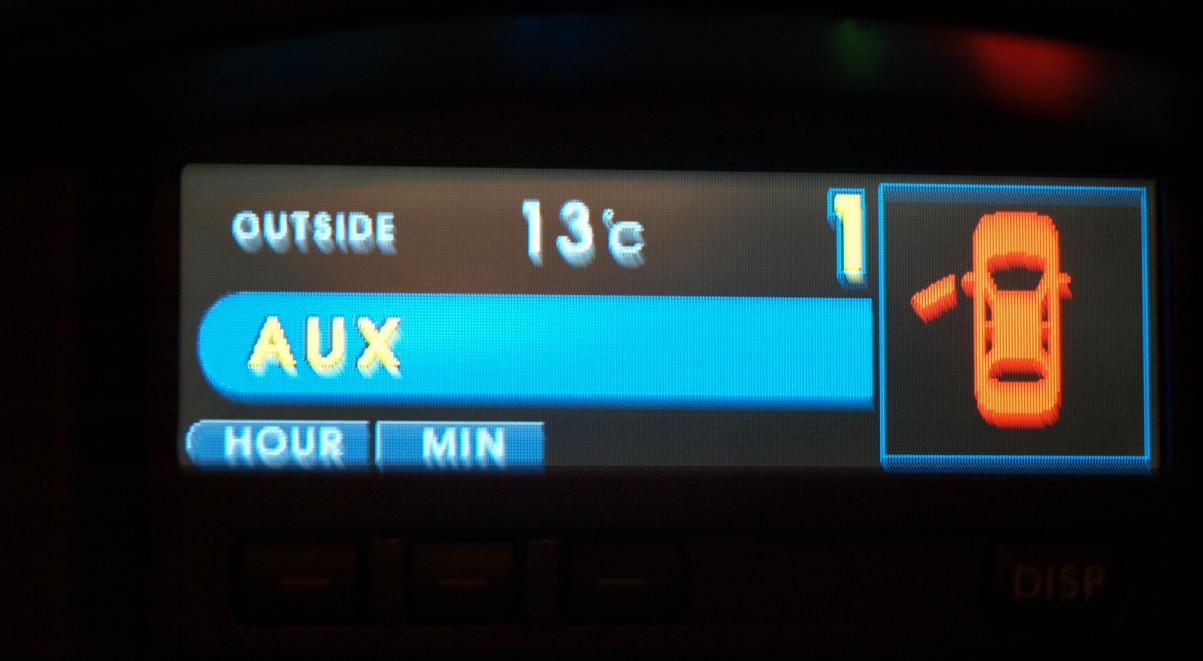 OUTSIDE 13°C 1
AUX
HOUR MIN
DISP